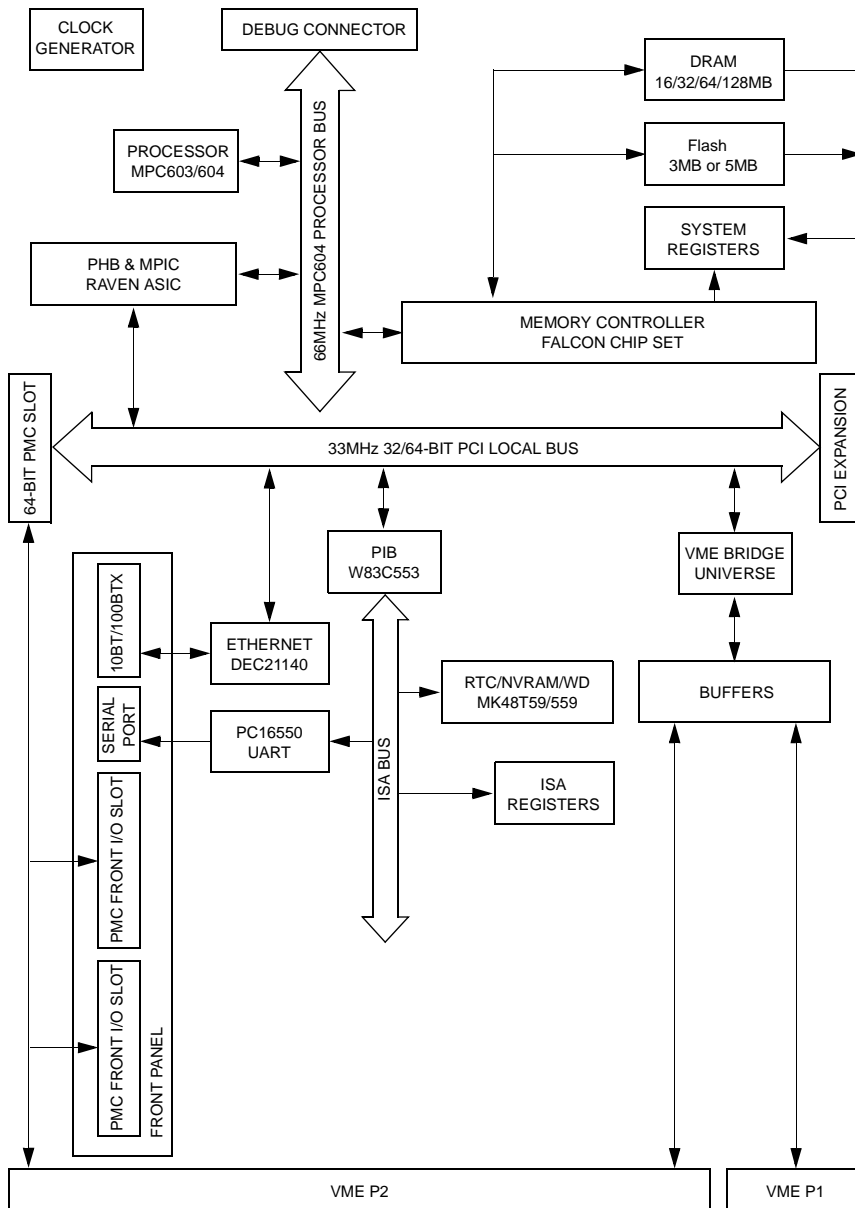 CLOCK
GENERATOR
DEBUG CONNECTOR
DRAM
16/32/64/128MB
PROCESSOR
MPC603/604
Flash
3MB or 5MB
66MHz MPC604 PROCESSOR BUS
SYSTEM
REGISTERS
PHB & MPIC
RAVEN ASIC
MEMORY CONTROLLER
FALCON CHIP SET
64-BIT PMC SLOT
33MHz 32/64-BIT PCI LOCAL BUS
PCI EXPANSION
PIB
W83C553
VME BRIDGE
UNIVERSE
10BT/100BTX
ETHERNET
DEC21140
RTC/NVRAM/WD
MK48T59/559
BUFFERS
SERIAL
PORT
PC16550
UART
ISA BUS
ISA
REGISTERS
PMC FRONT I/O SLOT
PMC FRONT I/O SLOT
FRONT PANEL
VME P2
VME P1